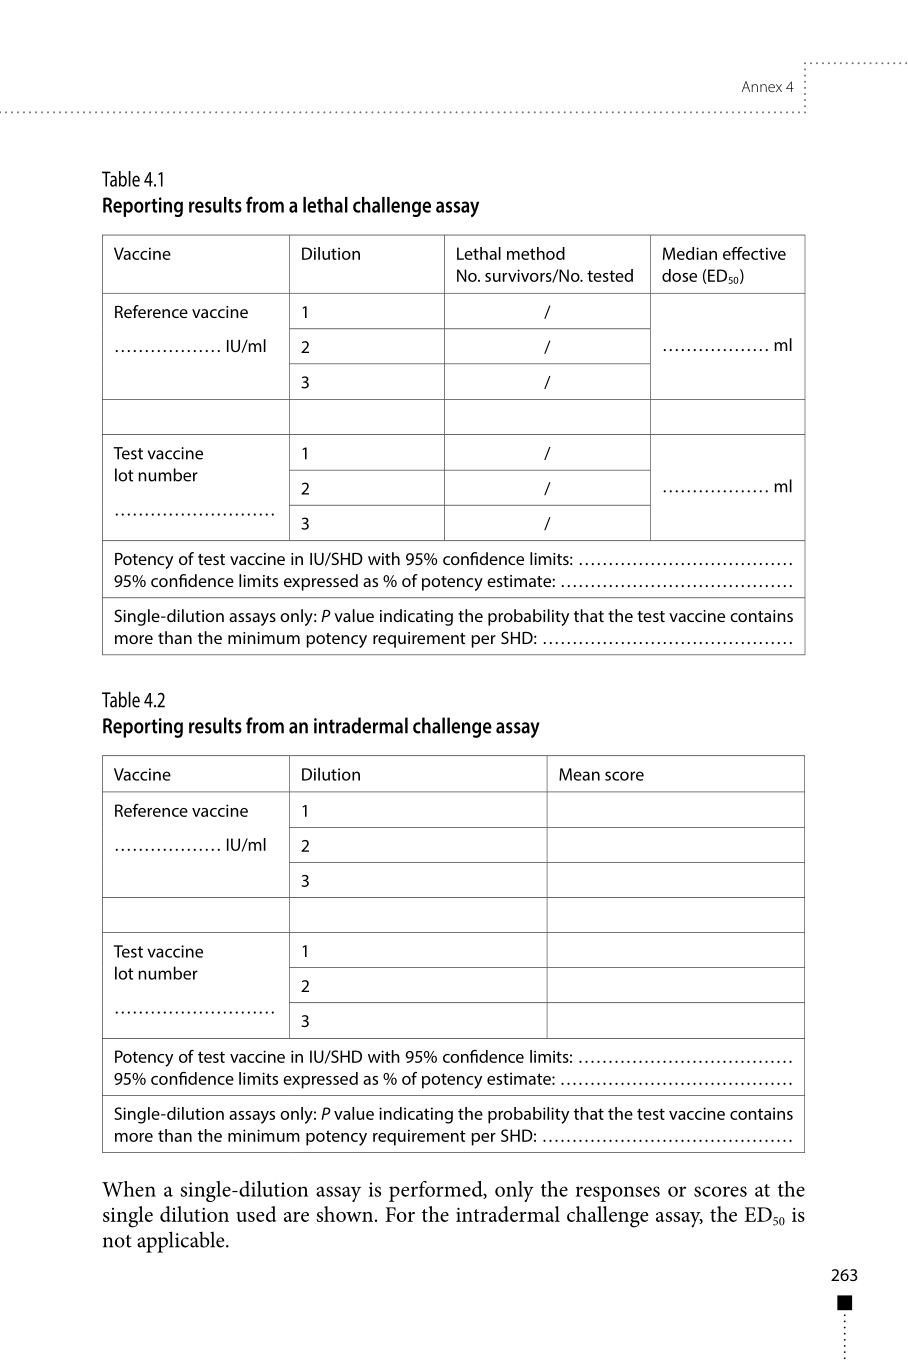 Annex 4
Table 4.1
Reporting results from a lethal challenge assay
Vaccine
Dilution
Lethal method
No. survivors/No. tested
Median effective
dose (ED50)
Reference vaccine
.................. IU/ml
1
/
2
/
3
/
.................. ml
Test vaccine
lot number
...........................
1
/
2
/
3
/
.................. ml
Potency of test vaccine in IU/SHD with 95% confidence limits: ....................................
95% confidence limits expressed as % of potency estimate: .......................................
Single-dilution assays only: P value indicating the probability that the test vaccine contains
more than the minimum potency requirement per SHD: ..........................................
Table 4.2
Reporting results from an intradermal challenge assay
Vaccine
Dilution
Mean score
Reference vaccine
.................. IU/ml
1
2
3
Test vaccine
lot number
...........................
1
2
3
Potency of test vaccine in IU/SHD with 95% confidence limits: ....................................
95% confidence limits expressed as % of potency estimate: .......................................
Single-dilution assays only: P value indicating the probability that the test vaccine contains
more than the minimum potency requirement per SHD: ..........................................
When a single-dilution assay is performed, only the responses or scores at the
single dilution used are shown. For the intradermal challenge assay, the ED50 is
not applicable.
263